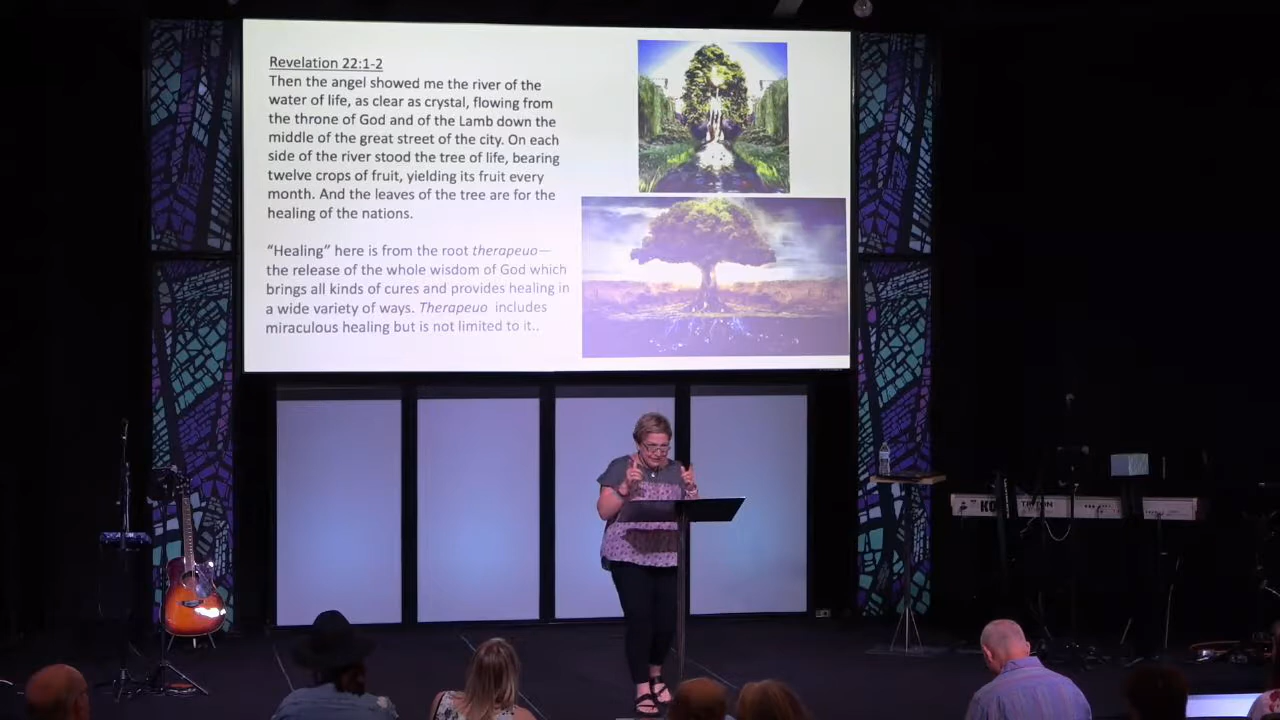 Revelation 22:1-2
Then the angel showed me the river of the
water of life, as clear as crystal, flowing from
the throne of God and of the Lamb down the
middle of the great street of the city. On each
side of the river stood the tree of life, bearing
twelve crops of fruit, yielding its fruit every
month. And the leaves of the tree are for the
healing of the nations.
“Healing” here is from the root therapeuo—
the release of the whole wisdom of God which
brings all kinds of cures and provides healing in
a wide variety of ways. Therapeuo includes
miraculous healing but is not limited to it..
TRITON